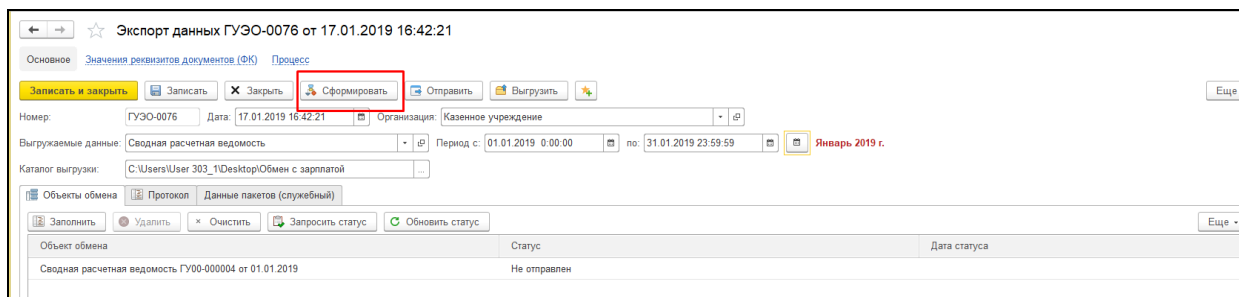 Экспорт данных ГУЭО-0076 от 17.01.2019 16:42:21
Основное Значения реквизитов документов (ФК) Процесс
Записать и закрыть Записать Закрыть Сформировать Отправить Выгрузить Еще
Номер: ГУЭО-0076 Дата: 17.01.2019 16:42:21 Организация: Казенное учреждение
Выгружаемые данные: Сводная расчетная ведомость Период с: 01.01.2019 0:00:00 по: 31.01.2019 23:59:59 Январь 2019 г.
Каталог выгрузки: C:\Users\User 303_1\Desktop\Обмен с зарплатой ...
Объекты обмена Протокол Данные пакетов (служебный)
Заполнить Удалить Очистить Запросить статус Обновить статус Еще
Объект обмена Статус Дата статуса
Сводная расчетная ведомость ГУ00-000004 от 01.01.2019 Не отправлен